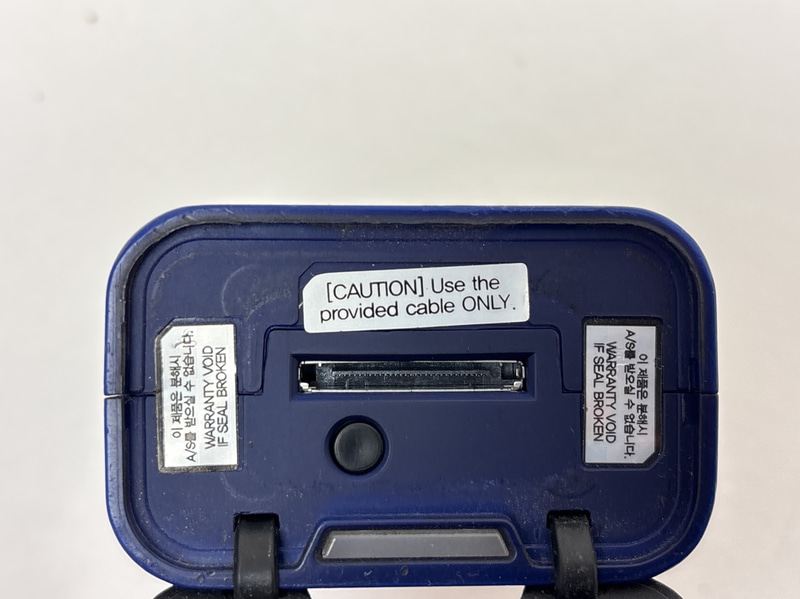 [CAUTION] Use the
provided cable ONLY.
이 제품은 분해시
A/S를 받으실 수 없습니다.
WARRANTY VOID
IF SEAL BROKEN
이 제품은 분해시
A/S를 받으실 수 없습니다.
WARRANTY VOID
IF SEAL BROKEN